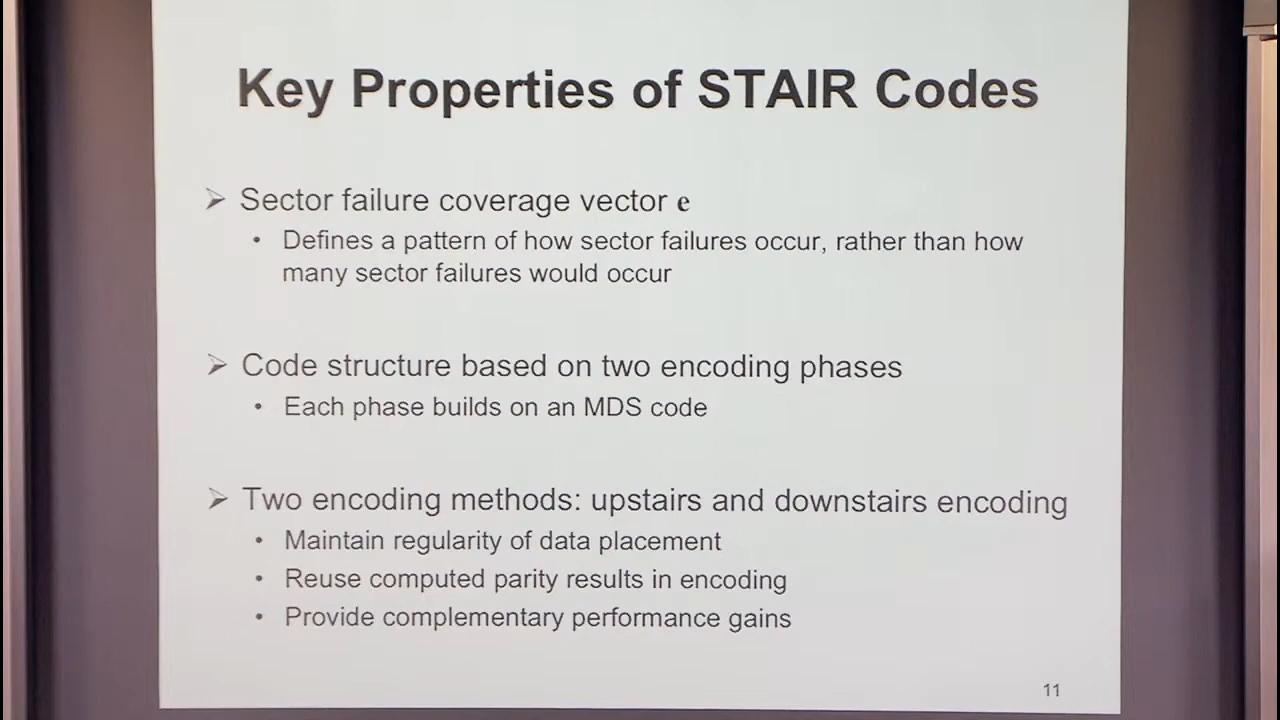 Key Properties of STAIR Codes
➢ Sector failure coverage vector e
• Defines a pattern of how sector failures occur, rather than how
many sector failures would occur
➢ Code structure based on two encoding phases
• Each phase builds on an MDS code
➢ Two encoding methods: upstairs and downstairs encoding
• Maintain regularity of data placement
• Reuse computed parity results in encoding
• Provide complementary performance gains
11